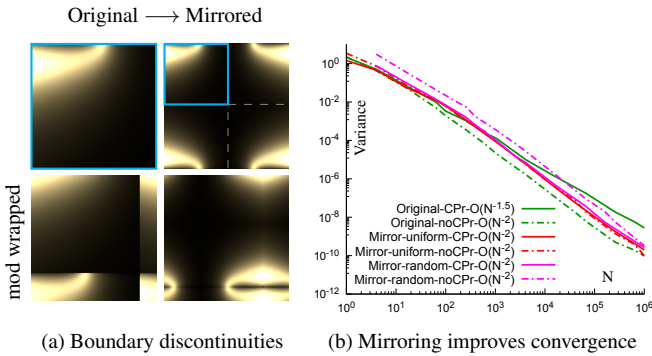 Original → Mirrored
mod wrapped
(a) Boundary discontinuities
10^0
10^-2
10^-4
10^-6
10^-8
10^-10
10^-12
Variance
Original-CPr-O(N^-1.5)
Original-noCPr-O(N^-2)
Mirror-uniform-CPr-O(N^-2)
Mirror-uniform-noCPr-O(N^-2)
Mirror-random-CPr-O(N^-2)
Mirror-random-noCPr-O(N^-2)
N
10^0 10^1 10^2 10^3 10^4 10^5 10^6
(b) Mirroring improves convergence